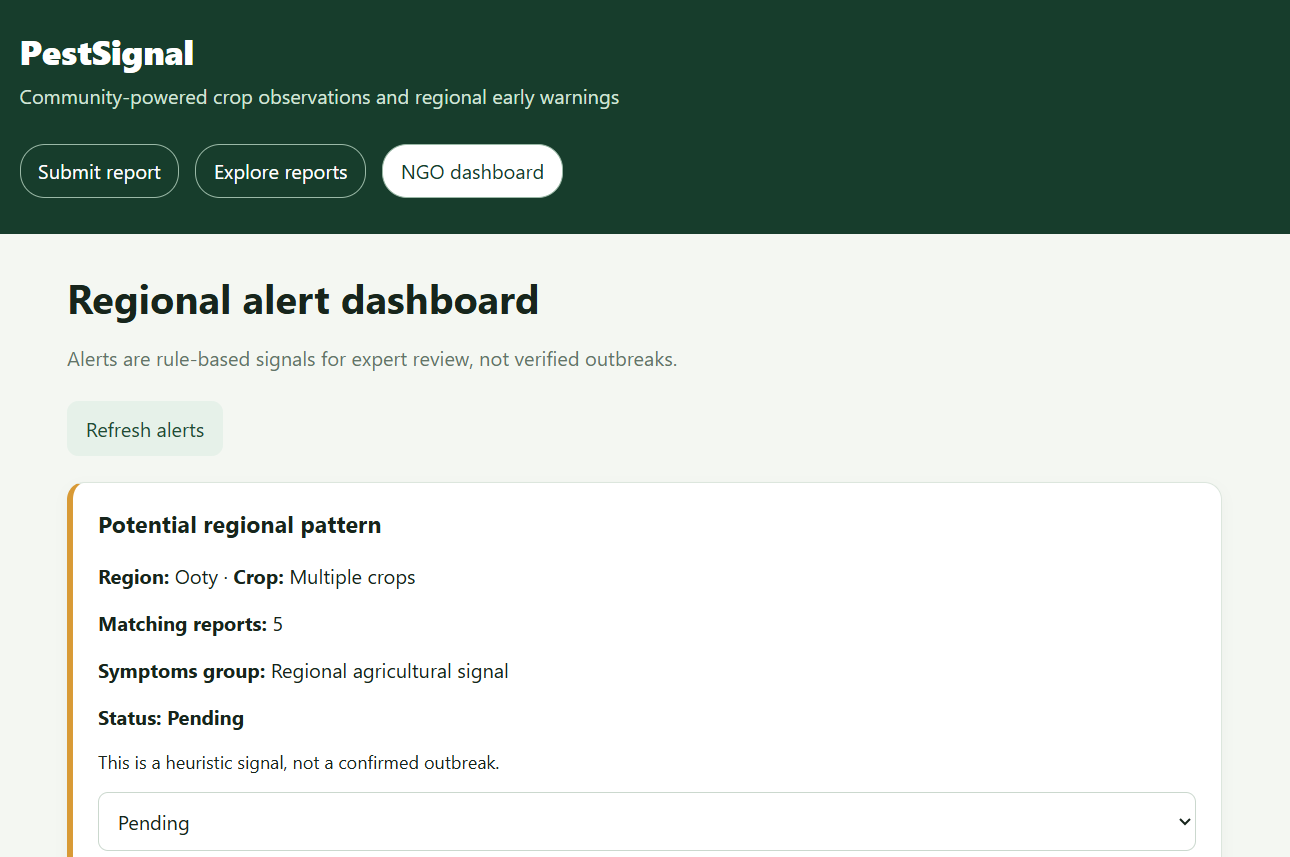 PestSignal
Community-powered crop observations and regional early warnings
Submit report
Explore reports
NGO dashboard
Regional alert dashboard
Alerts are rule-based signals for expert review, not verified outbreaks.
Refresh alerts
Potential regional pattern
Region: Ooty · Crop: Multiple crops
Matching reports: 5
Symptoms group: Regional agricultural signal
Status: Pending
This is a heuristic signal, not a confirmed outbreak.
Pending